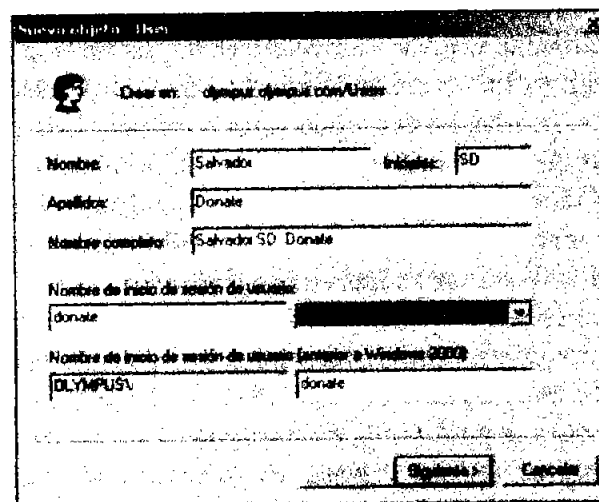 Nuevo objeto - User
Crear en: olympus.olympus.com/Users
Nombre: Salvador Iniciales: SD
Apellidos: Donate
Nombre completo: Salvador SD. Donate
Nombre de inicio de sesión de usuario:
donate
Nombre de inicio de sesión de usuario (anterior a Windows 2000):
OLYMPUS\ donate
Siguiente > Cancelar